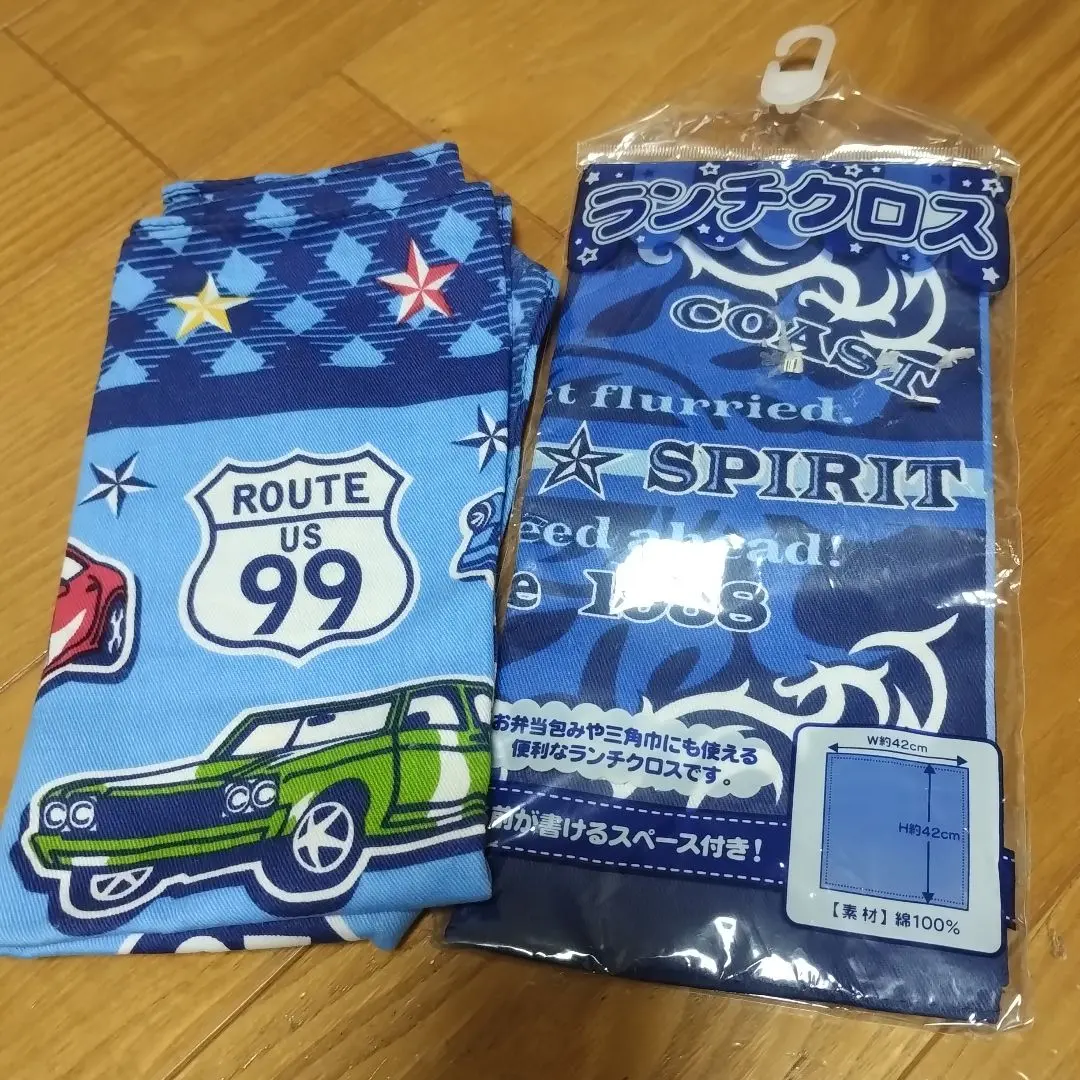 ROUTE
US
99
ランチクロス
COAST
et flurried.
SPIRIT
eed ahead!
e
お弁当包みや三角巾にも使える
便利なランチクロスです。
前が書けるスペース付き!
W約42cm
H約42cm
【素材】綿100%